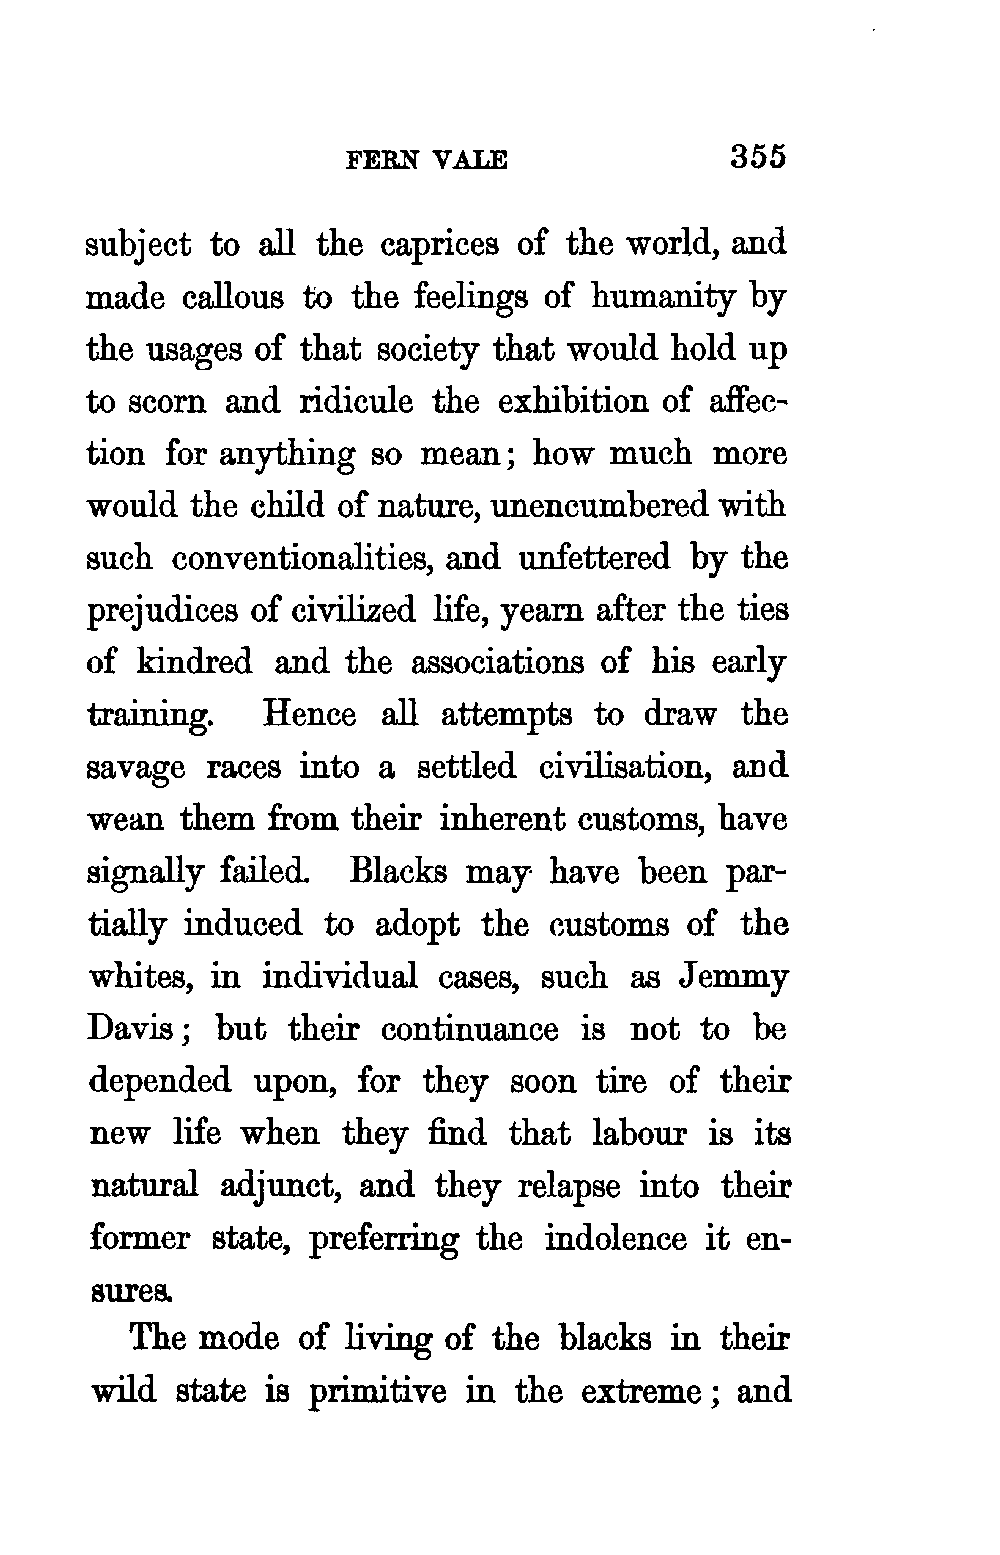 FERN VALE 355
subject to all the caprices of the world, and
made callous to the feelings of humanity by
the usages of that society that would hold up
to scorn and ridicule the exhibition of affec-
tion for anything so mean; how much more
would the child of nature, unencumbered with
such conventionalities, and unfettered by the
prejudices of civilized life, yearn after the ties
of kindred and the associations of his early
training. Hence all attempts to draw the
savage races into a settled civilisation, and
wean them from their inherent customs, have
signally failed. Blacks may have been par-
tially induced to adopt the customs of the
whites, in individual cases, such as Jemmy
Davis; but their continuance is not to be
depended upon, for they soon tire of their
new life when they find that labour is its
natural adjunct, and they relapse into their
former state, preferring the indolence it en-
sures.
The mode of living of the blacks in their
wild state is primitive in the extreme; and